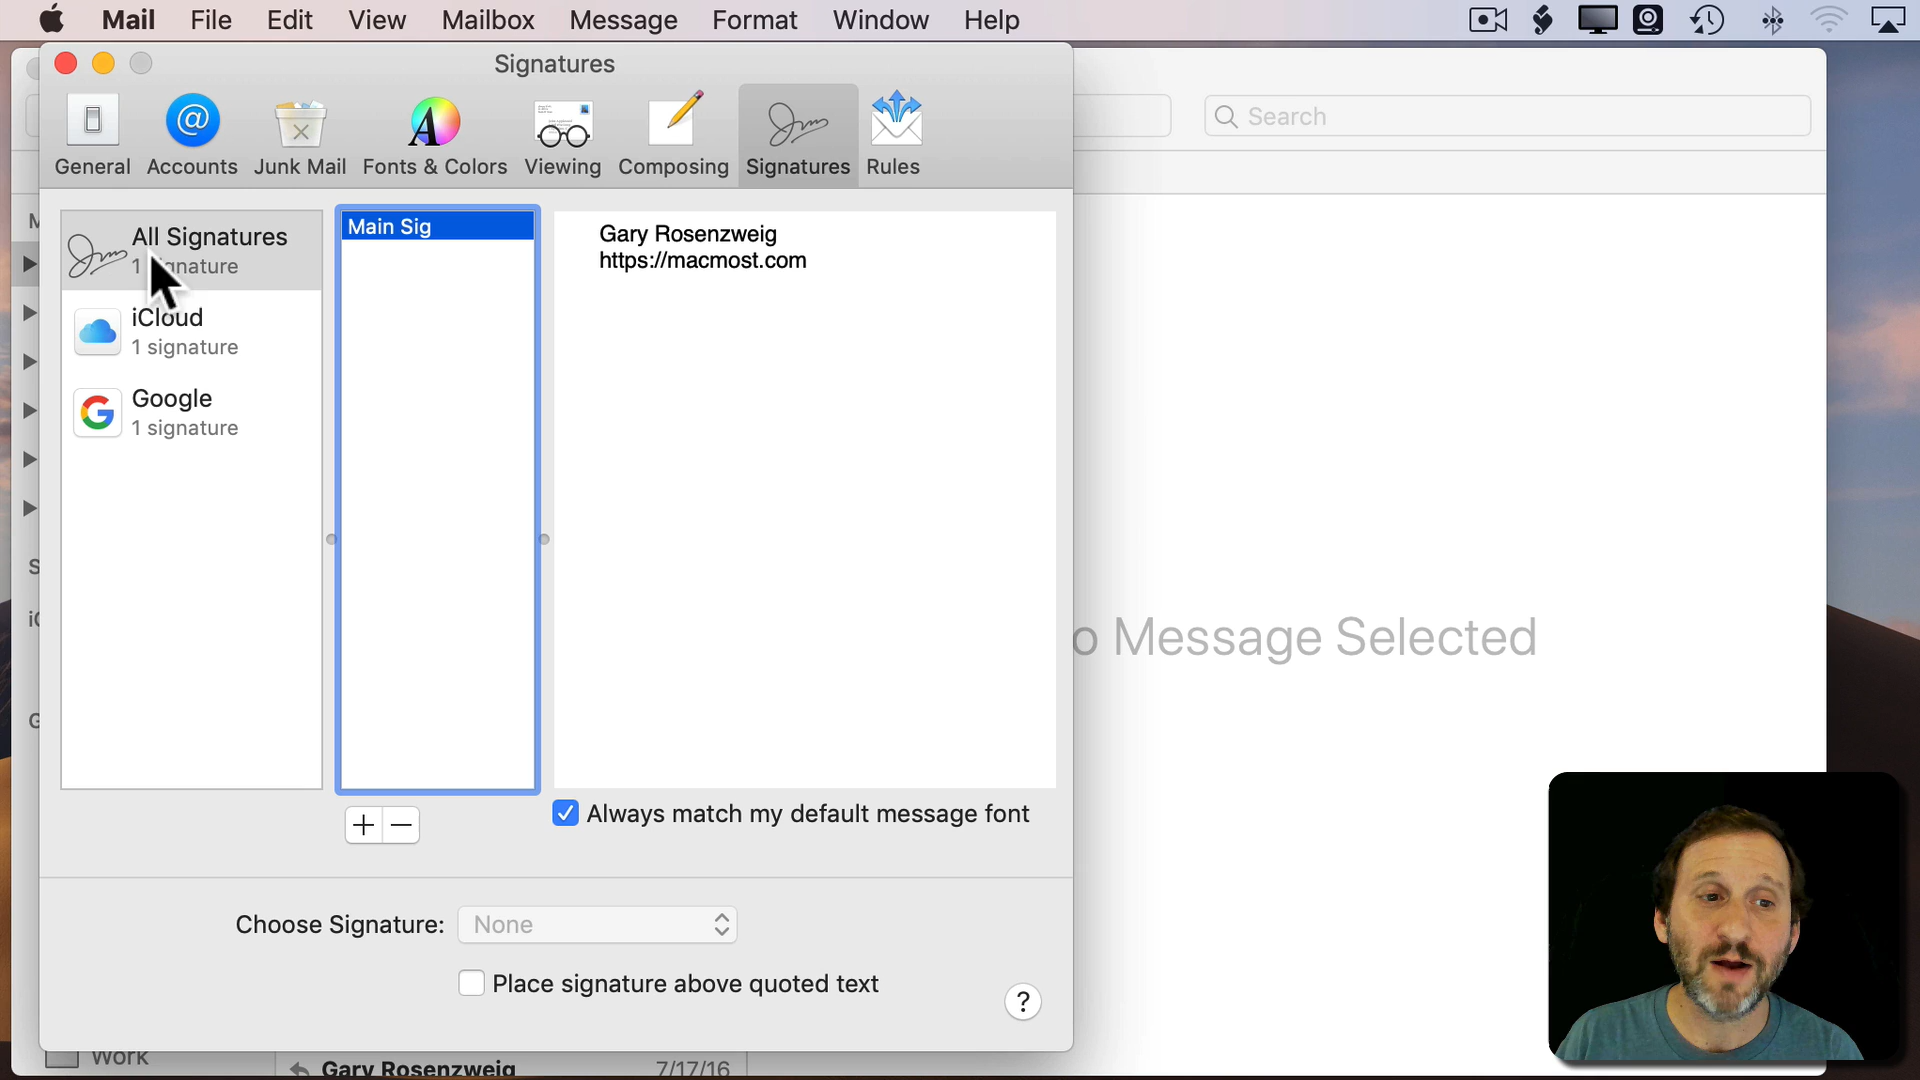 Mail File Edit View Mailbox Message Format Window Help
Signatures
General Accounts Junk Mail Fonts & Colors Viewing Composing Signatures Rules
Search
All Signatures
1
iCloud
1 signature
Google
1 signature
Main Sig
Gary Rosenzweig
https://macmost.com
o Message Selected
Always match my default message font
Choose Signature: None
Place signature above quoted text
?
Work
Gary Rosenzweig 7/17/16